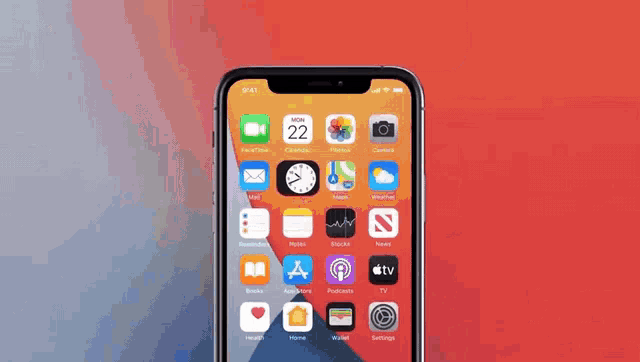 9:41
MON
22
FaceTime
Calendar
Photos
Camera
Mail
Maps
Weather
Reminders
Notes
Stocks
News
Books
App Store
Podcasts
tv
TV
Health
Home
Wallet
Settings